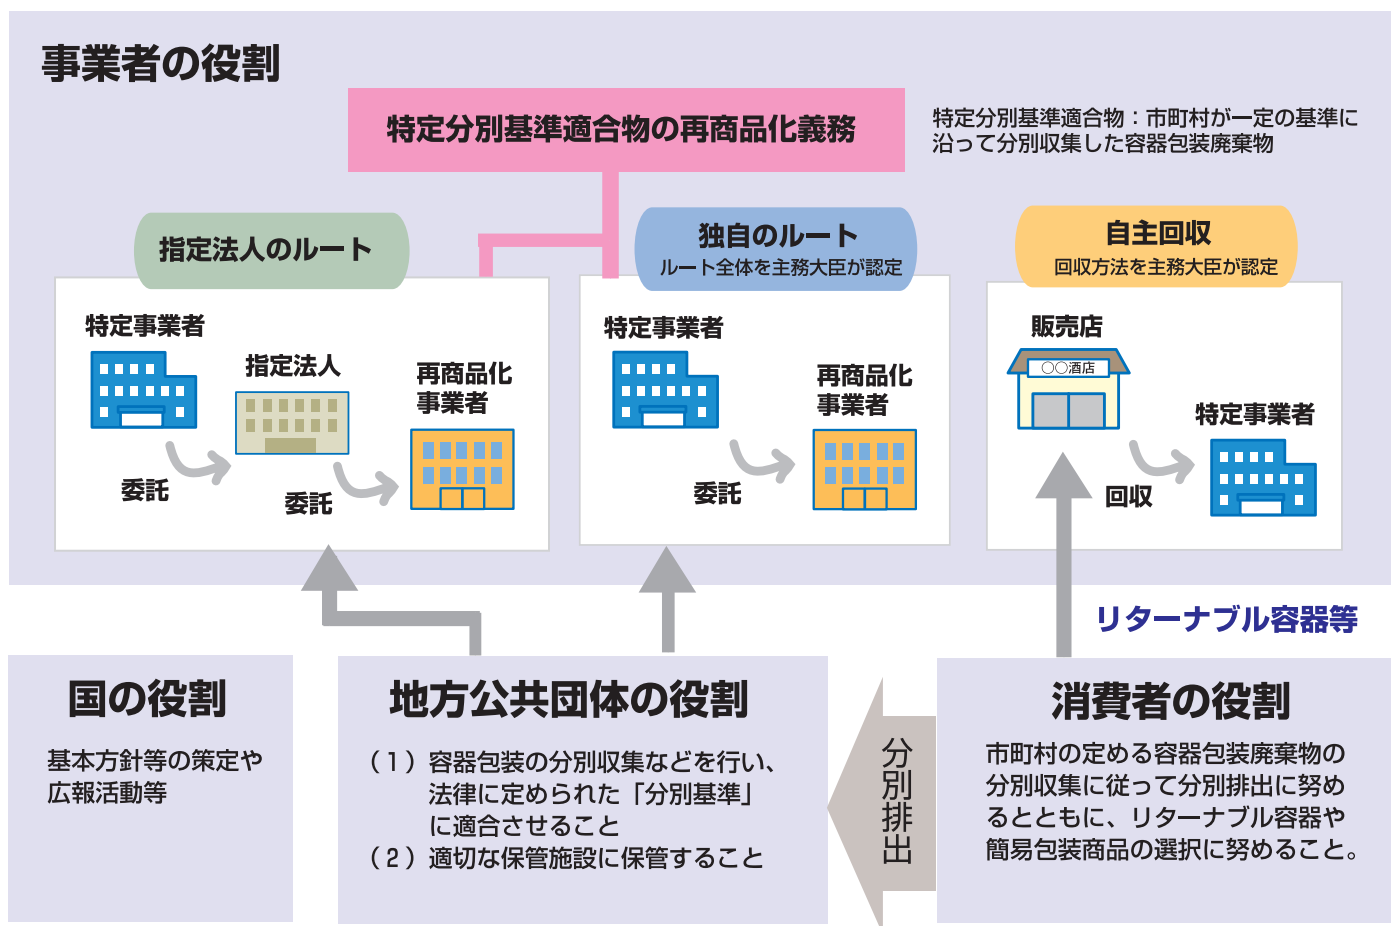 事業者の役割
特定分別基準適合物の再商品化義務
特定分別基準適合物：市町村が一定の基準に
沿って分別収集した容器包装廃棄物
指定法人のルート
特定事業者
指定法人
再商品化
事業者
委託
委託
独自のルート
ルート全体を主務大臣が認定
特定事業者
再商品化
事業者
委託
自主回収
回収方法を主務大臣が認定
販売店
〇〇酒店
特定事業者
回収
リターナブル容器等
国の役割
基本方針等の策定や
広報活動等
地方公共団体の役割
（１）容器包装の分別収集などを行い、
法律に定められた「分別基準」
に適合させること
（２）適切な保管施設に保管すること
分別排出
消費者の役割
市町村の定める容器包装廃棄物の
分別収集に従って分別排出に努め
るとともに、リターナブル容器や
簡易包装商品の選択に努めること。